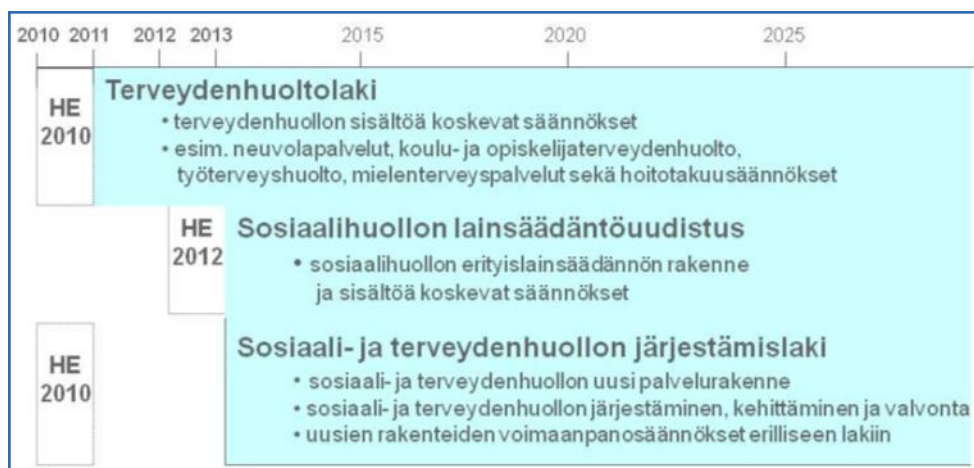 2010 2011 2012 2013 2015 2020 2025
HE
2010
Terveydenhuoltolaki
• terveydenhuollon sisältöä koskevat säännökset
• esim. neuvolapalvelut, koulu- ja opiskelijaterveydenhuolto,
työterveyshuolto, mielenterveyspalvelut sekä hoitotakuusäännökset
HE
2012
Sosiaalihuollon lainsäädäntöuudistus
• sosiaalihuollon erityislainsäädännön rakenne
ja sisältöä koskevat säännökset
HE
2010
Sosiaali- ja terveydenhuollon järjestämislaki
• sosiaali- ja terveydenhuollon uusi palvelurakenne
• sosiaali- ja terveydenhuollon järjestäminen, kehittäminen ja valvonta
• uusien rakenteiden voimaanpanosäännökset erilliseen lakiin